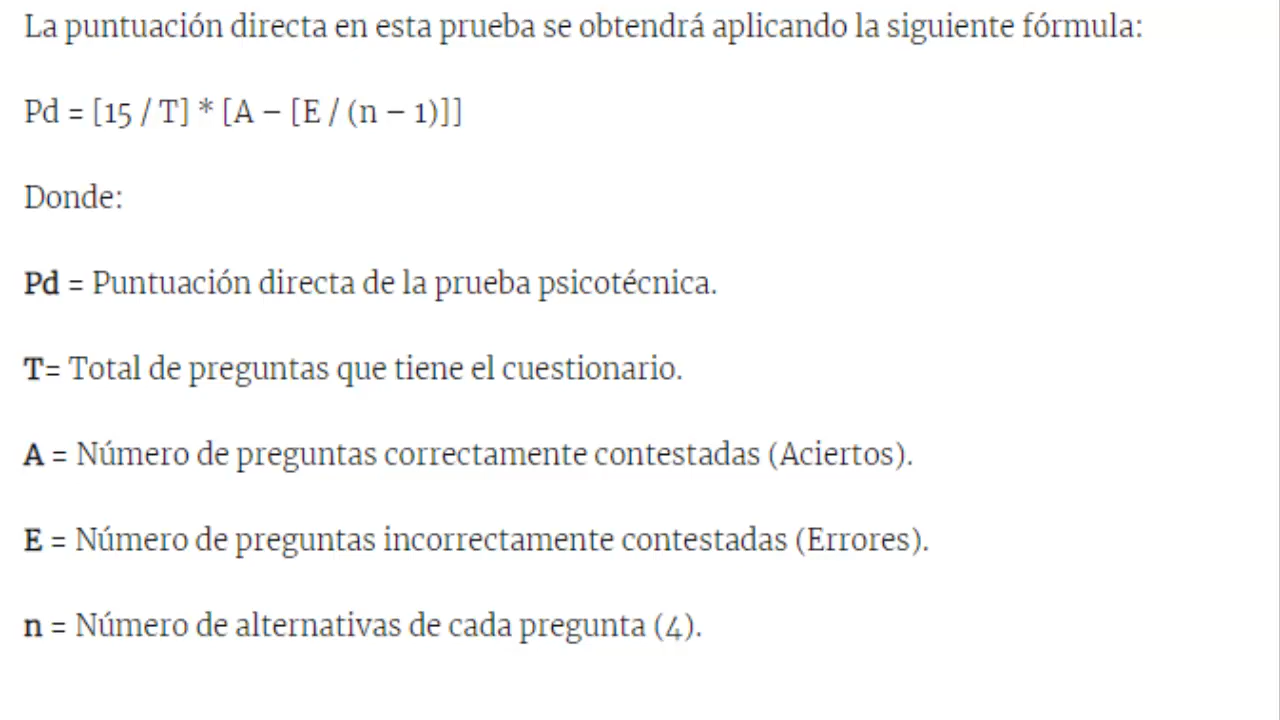 La puntuación directa en esta prueba se obtendrá aplicando la siguiente fórmula:
Pd = [15 / T] * [A – [E / (n – 1)]]
Donde:
Pd = Puntuación directa de la prueba psicotécnica.
T= Total de preguntas que tiene el cuestionario.
A = Número de preguntas correctamente contestadas (Aciertos).
E = Número de preguntas incorrectamente contestadas (Errores).
n = Número de alternativas de cada pregunta (4).